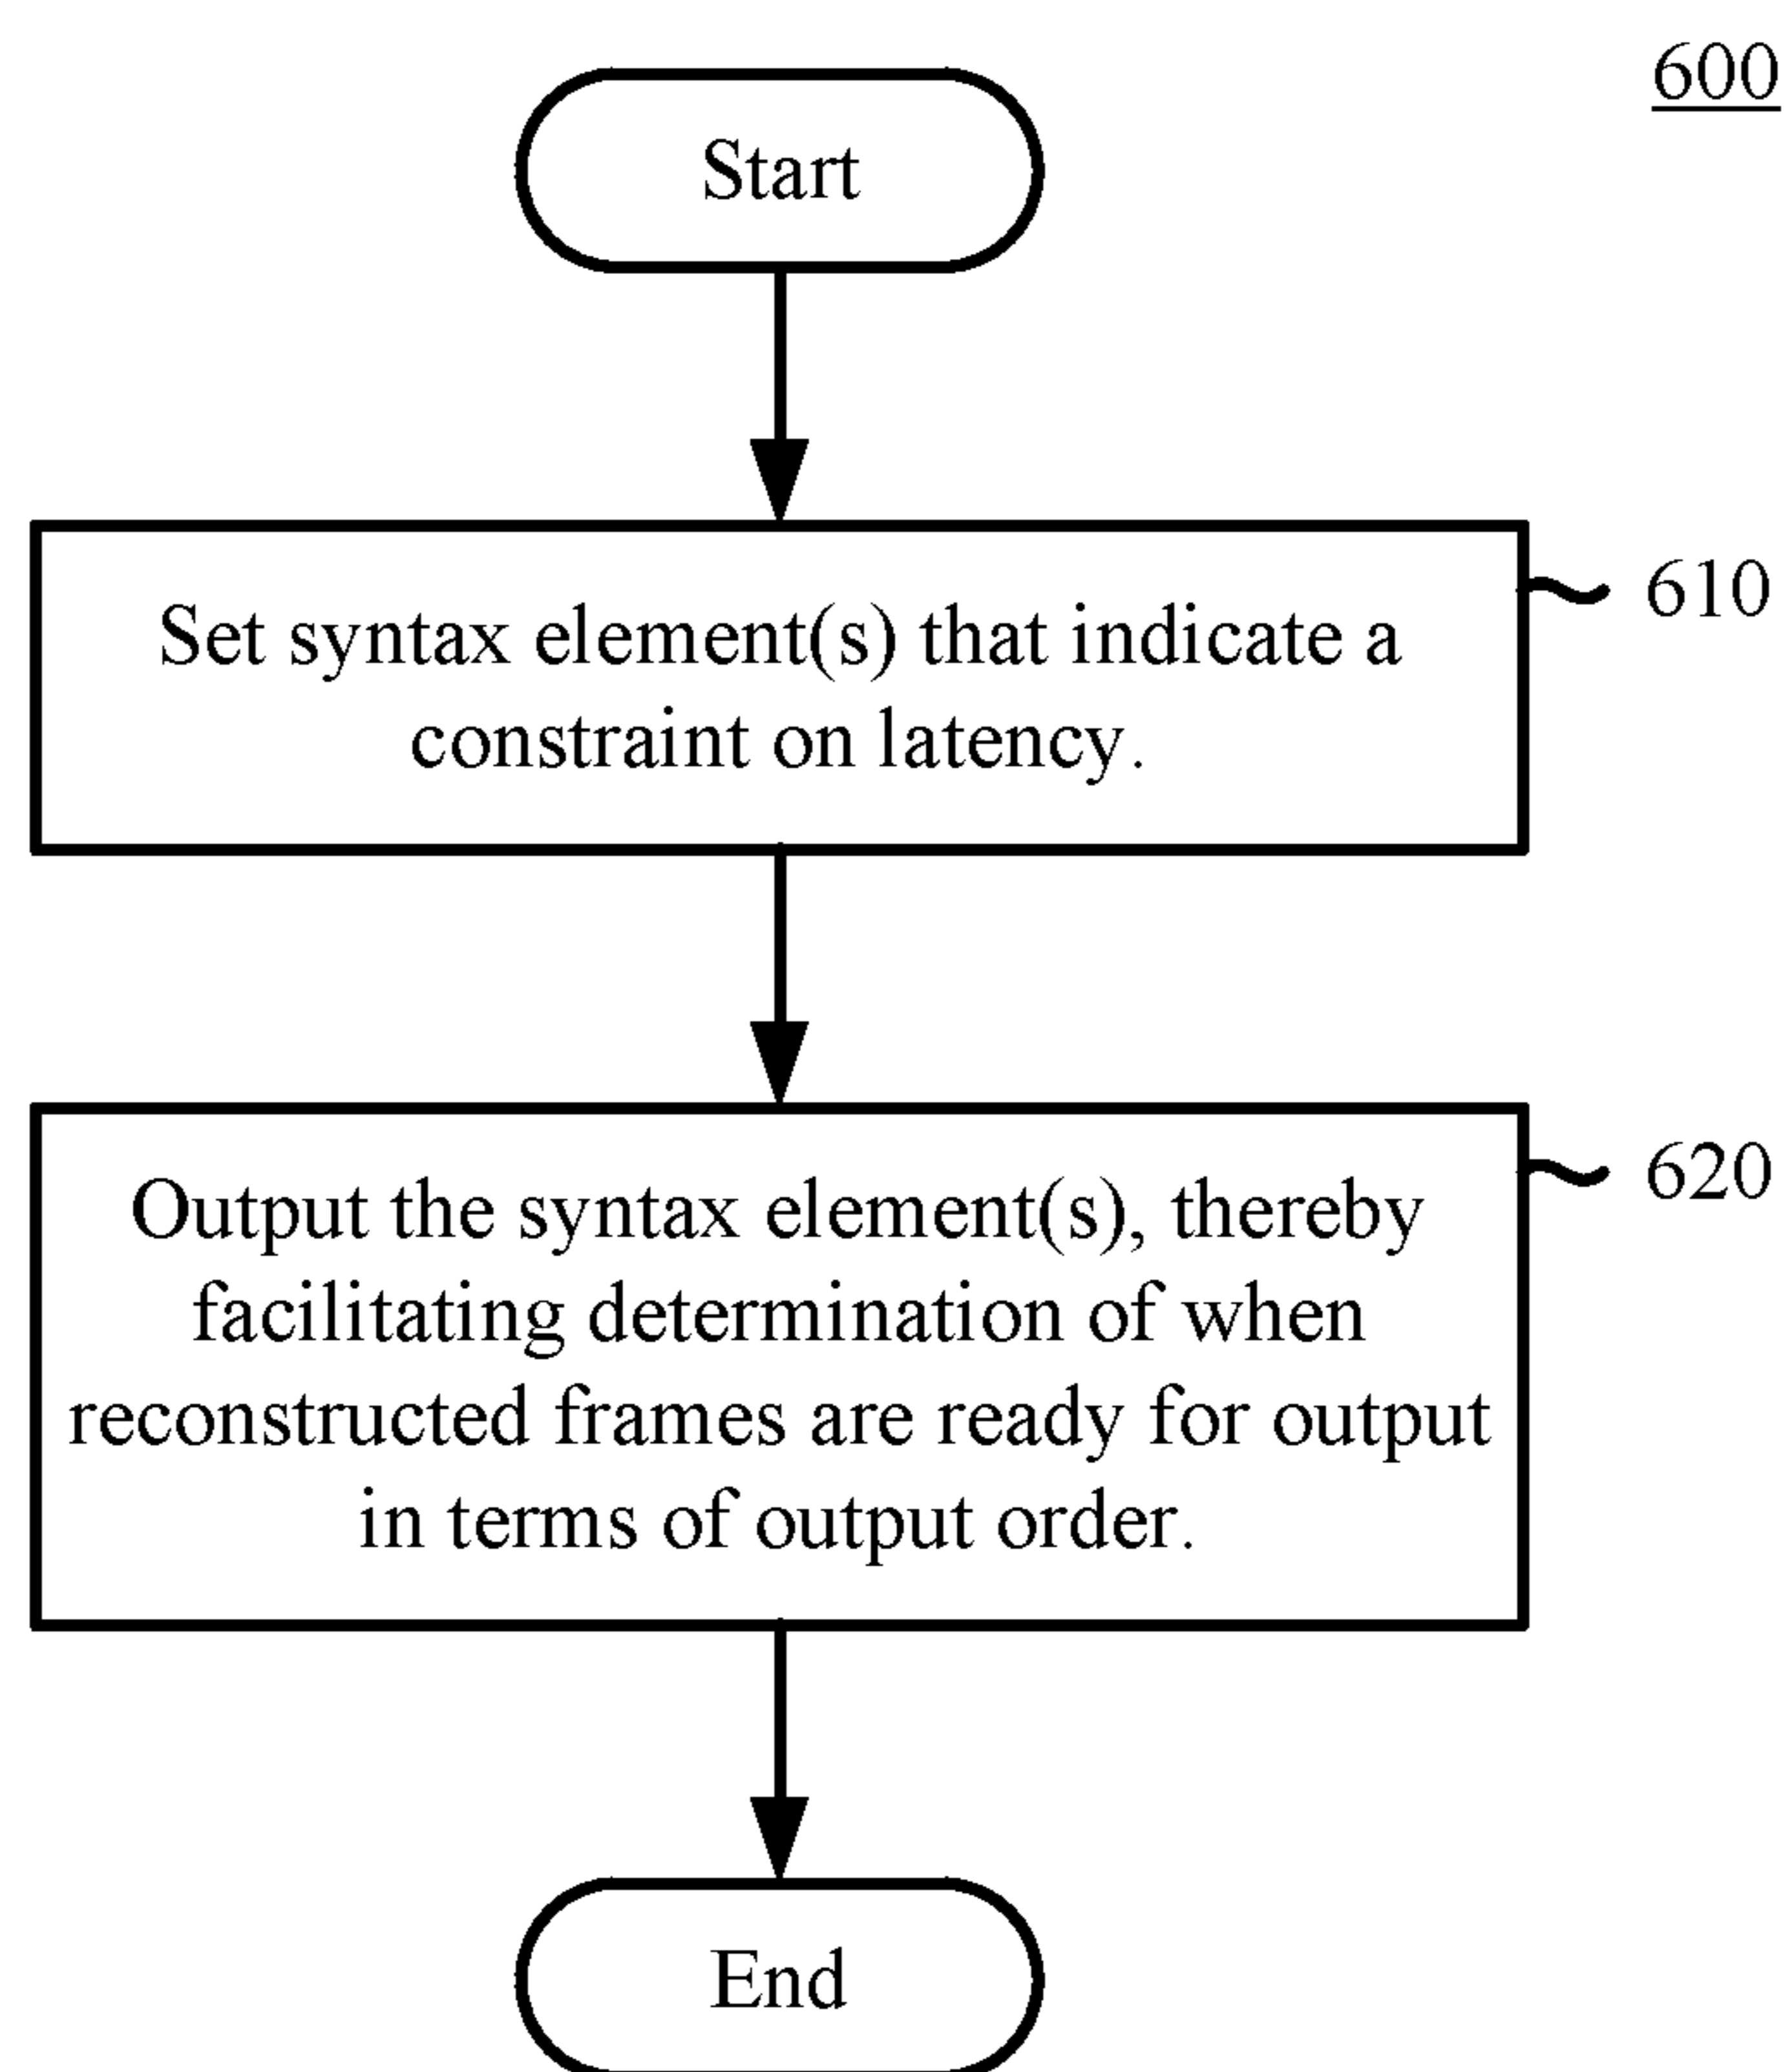 600
Start
Set syntax element(s) that indicate a
constraint on latency.
610
Output the syntax element(s), thereby
facilitating determination of when
reconstructed frames are ready for output
in terms of output order.
620
End